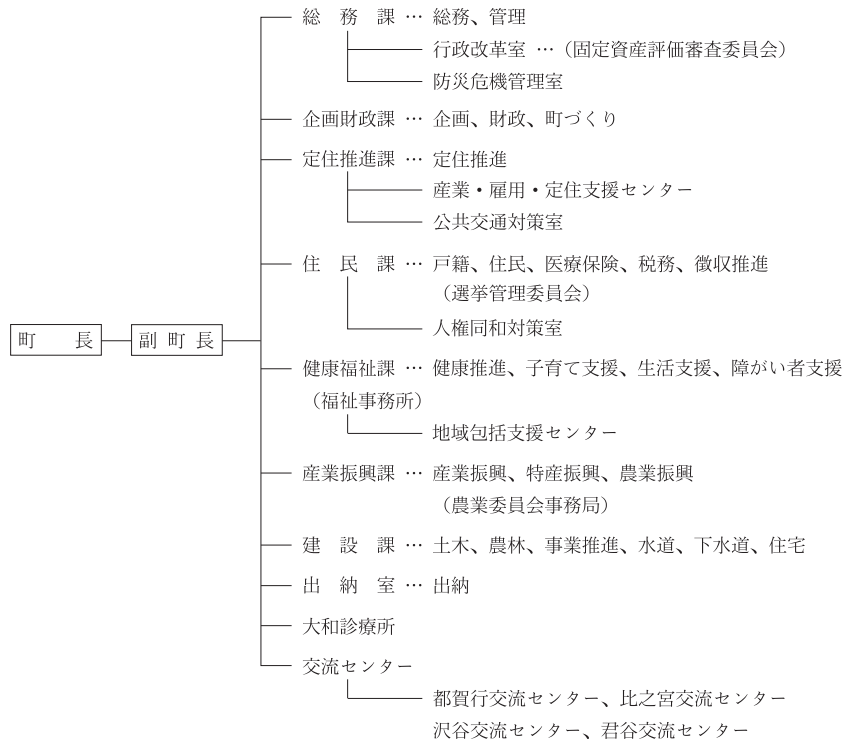 総務課 … 総務、管理
行政改革室 …（固定資産評価審査委員会）
防災危機管理室
企画財政課 … 企画、財政、町づくり
定住推進課 … 定住推進
産業・雇用・定住支援センター
公共交通対策室
住民課 … 戸籍、住民、医療保険、税務、徴収推進
（選挙管理委員会）
人権同和対策室
町長 副町長
健康福祉課 … 健康推進、子育て支援、生活支援、障がい者支援
（福祉事務所）
地域包括支援センター
産業振興課 … 産業振興、特産振興、農業振興
（農業委員会事務局）
建設課 … 土木、農林、事業推進、水道、下水道、住宅
出納室 … 出納
大和診療所
交流センター
都賀行交流センター、比之宮交流センター
沢谷交流センター、君谷交流センター